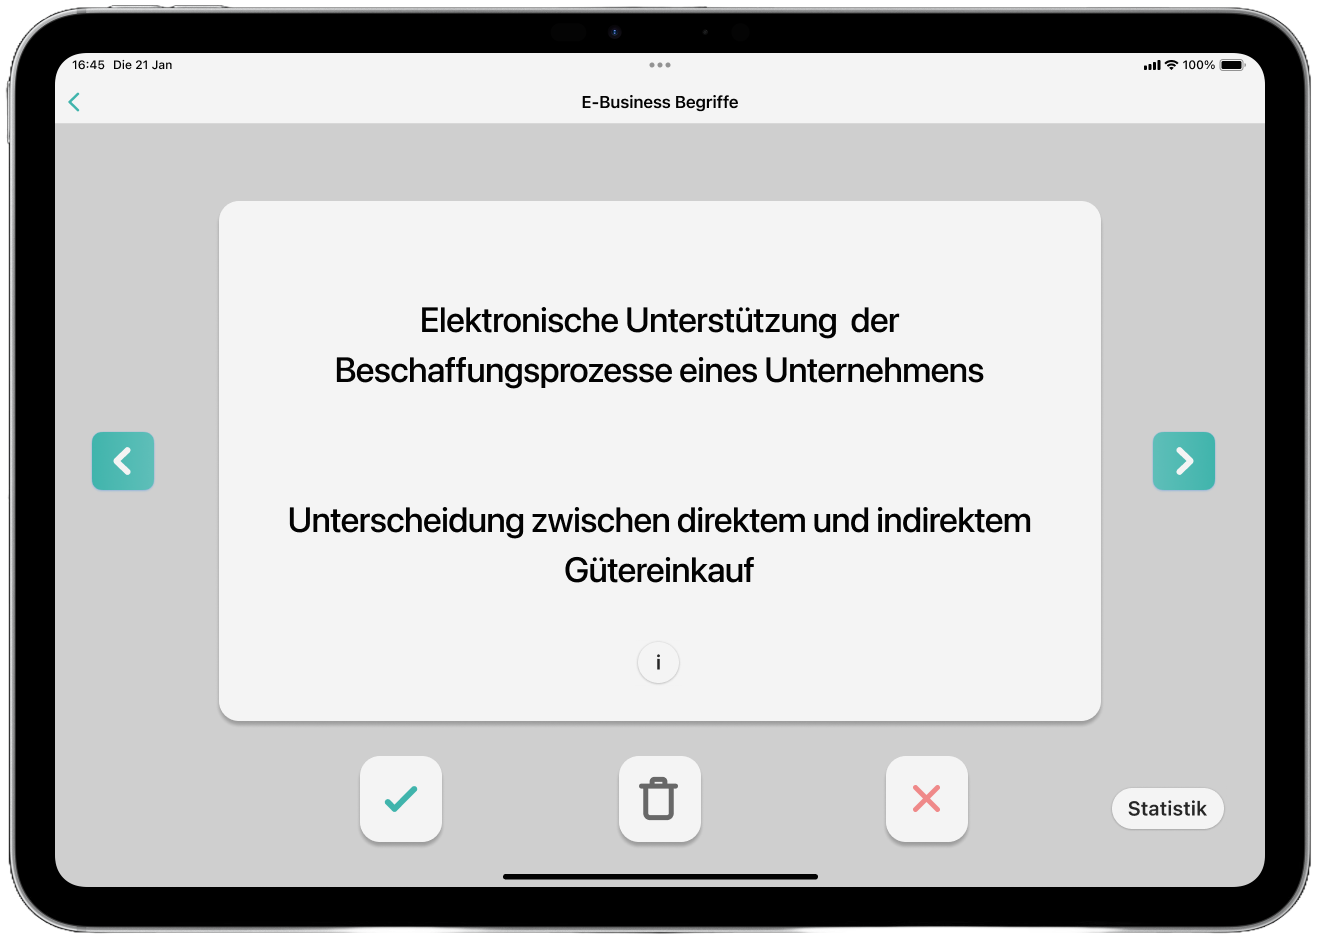 16:45 Die 21 Jan
100%
E-Business Begriffe
Elektronische Unterstützung  der
Beschaffungsprozesse eines Unternehmens
Unterscheidung zwischen direktem und indirektem
Gütereinkauf
i
Statistik